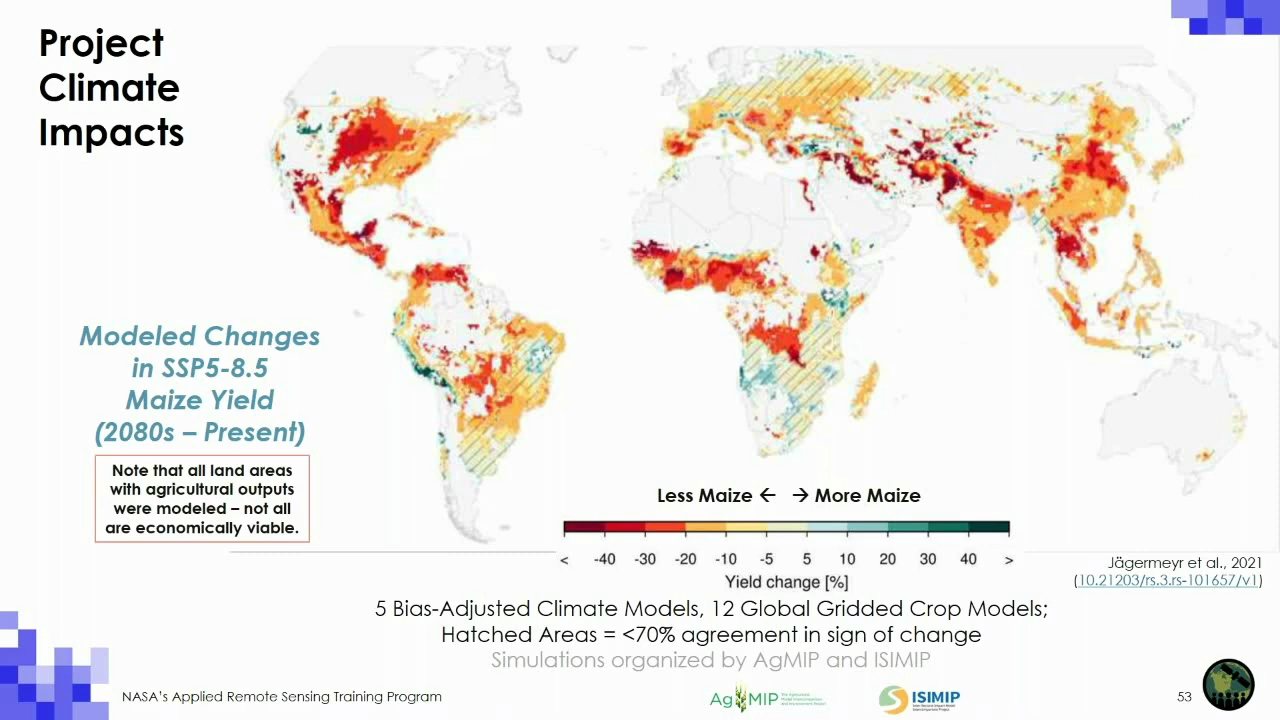 Project
Climate
Impacts
Modeled Changes
in SSP5-8.5
Maize Yield
(2080s – Present)
Note that all land areas
with agricultural outputs
were modeled – not all
are economically viable.
Less Maize ← → More Maize
< -40 -30 -20 -10 -5 5 10 20 30 40 >
Yield change [%]
Jägermeyr et al., 2021
(10.21203/rs.3.rs-101657/v1)
5 Bias-Adjusted Climate Models, 12 Global Gridded Crop Models;
Hatched Areas = <70% agreement in sign of change
Simulations organized by AgMIP and ISIMIP
NASA's Applied Remote Sensing Training Program
AgMIP
ISIMIP
53